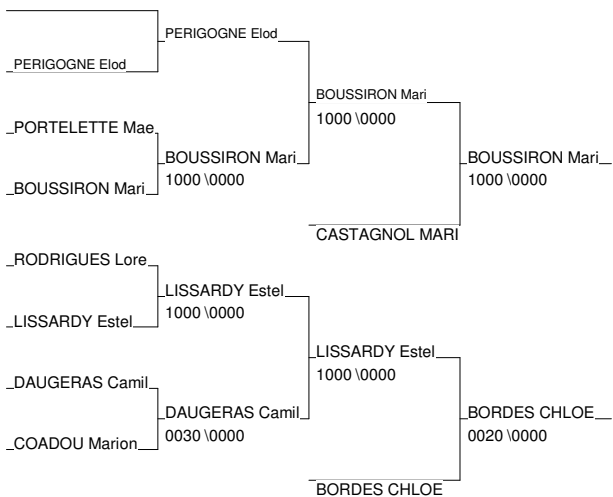 PERIGOGNE Elod
PERIGOGNE Elod
BOUSSIRON Mari
1000 \0000
PORTELETTE Mae
BOUSSIRON Mari
1000 \0000
BOUSSIRON Mari
1000 \0000
BOUSSIRON Mari
CASTAGNOL MARI
RODRIGUES Lore
LISSARDY Estel
1000 \0000
LISSARDY Estel
LISSARDY Estel
1000 \0000
DAUGERAS Camil
DAUGERAS Camil
0030 \0000
BORDES CHLOE
0020 \0000
COADOU Marion
BORDES CHLOE